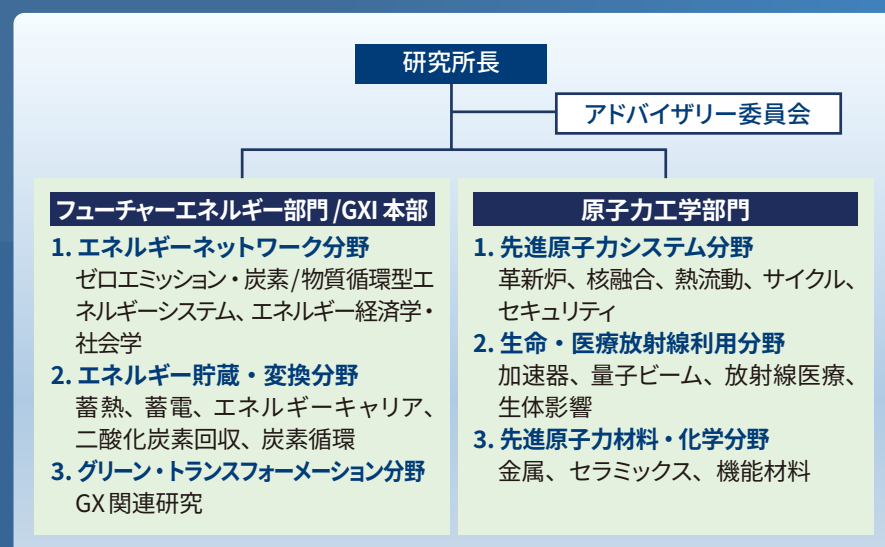 研究所長
アドバイザリー委員会
フューチャーエネルギー部門/GXI本部
1. エネルギーネットワーク分野
ゼロエミッション・炭素/物質循環型エ
ネルギーシステム、エネルギー経済学・
社会学
2. エネルギー貯蔵・変換分野
蓄熱、蓄電、エネルギーキャリア、
二酸化炭素回収、炭素循環
3. グリーン・トランスフォーメーション分野
GX関連研究
原子力工学部門
1. 先進原子力システム分野
革新炉、核融合、熱流動、サイクル、
セキュリティ
2. 生命・医療放射線利用分野
加速器、量子ビーム、放射線医療、
生体影響
3. 先進原子力材料・化学分野
金属、セラミックス、機能材料